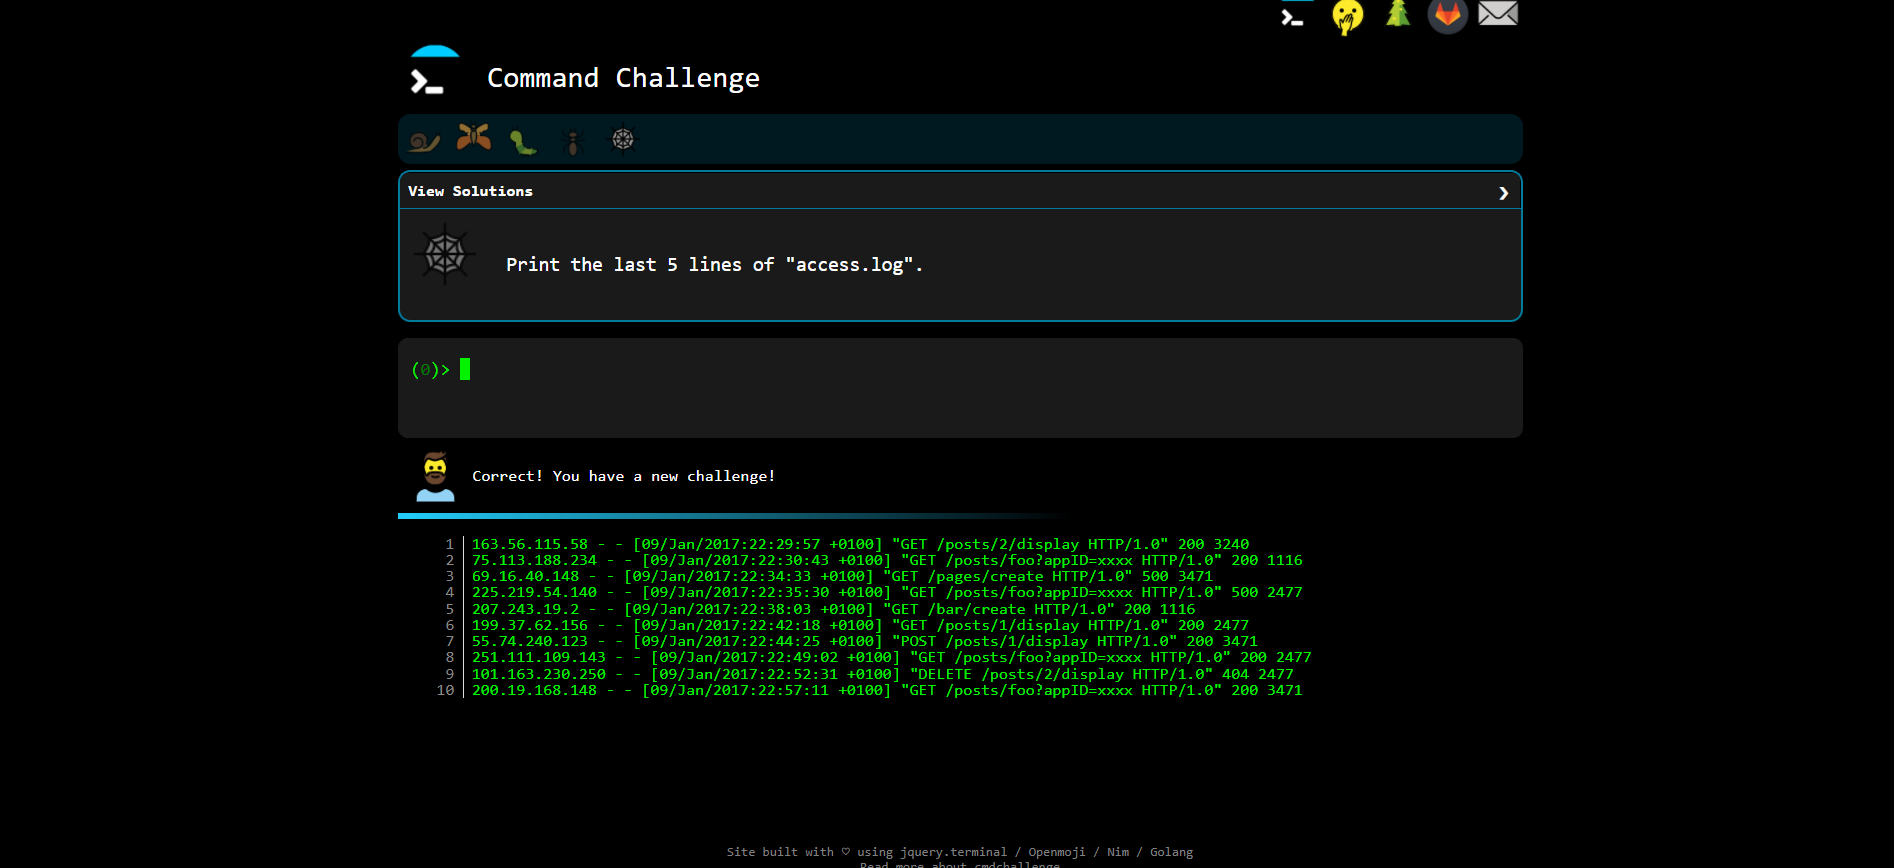 Command Challenge
View Solutions
Print the last 5 lines of "access.log".
(0)>
Correct! You have a new challenge!
1 163.56.115.58 - - [09/Jan/2017:22:29:57 +0100] "GET /posts/2/display HTTP/1.0" 200 3240
2 75.113.188.234 - - [09/Jan/2017:22:30:43 +0100] "GET /posts/foo?appID=xxxx HTTP/1.0" 200 1116
3 69.16.40.148 - - [09/Jan/2017:22:34:33 +0100] "GET /pages/create HTTP/1.0" 500 3471
4 225.219.54.140 - - [09/Jan/2017:22:35:30 +0100] "GET /posts/foo?appID=xxxx HTTP/1.0" 500 2477
5 207.243.19.2 - - [09/Jan/2017:22:38:03 +0100] "GET /bar/create HTTP/1.0" 200 1116
6 199.37.62.156 - - [09/Jan/2017:22:42:18 +0100] "GET /posts/1/display HTTP/1.0" 200 2477
7 55.74.240.123 - - [09/Jan/2017:22:44:25 +0100] "POST /posts/1/display HTTP/1.0" 200 3471
8 251.111.109.143 - - [09/Jan/2017:22:49:02 +0100] "GET /posts/foo?appID=xxxx HTTP/1.0" 200 2477
9 101.163.230.250 - - [09/Jan/2017:22:52:31 +0100] "DELETE /posts/2/display HTTP/1.0" 404 2477
10 200.19.168.148 - - [09/Jan/2017:22:57:11 +0100] "GET /posts/foo?appID=xxxx HTTP/1.0" 200 3471
Site built with ♡ using jquery.terminal / Openmoji / Nim / Golang
Read more about cmdchallenge